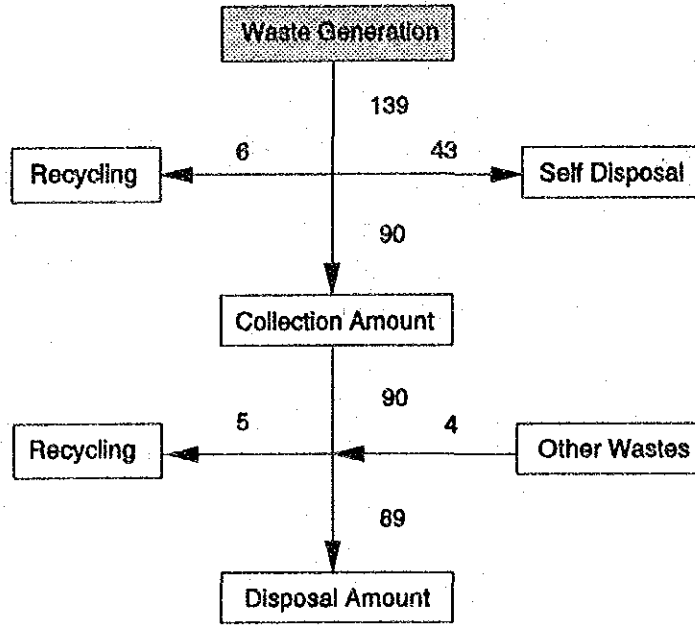 Waste Generation
139
6
43
Recycling
Self Disposal
90
Collection Amount
90
5
4
Recycling
Other Wastes
89
Disposal Amount